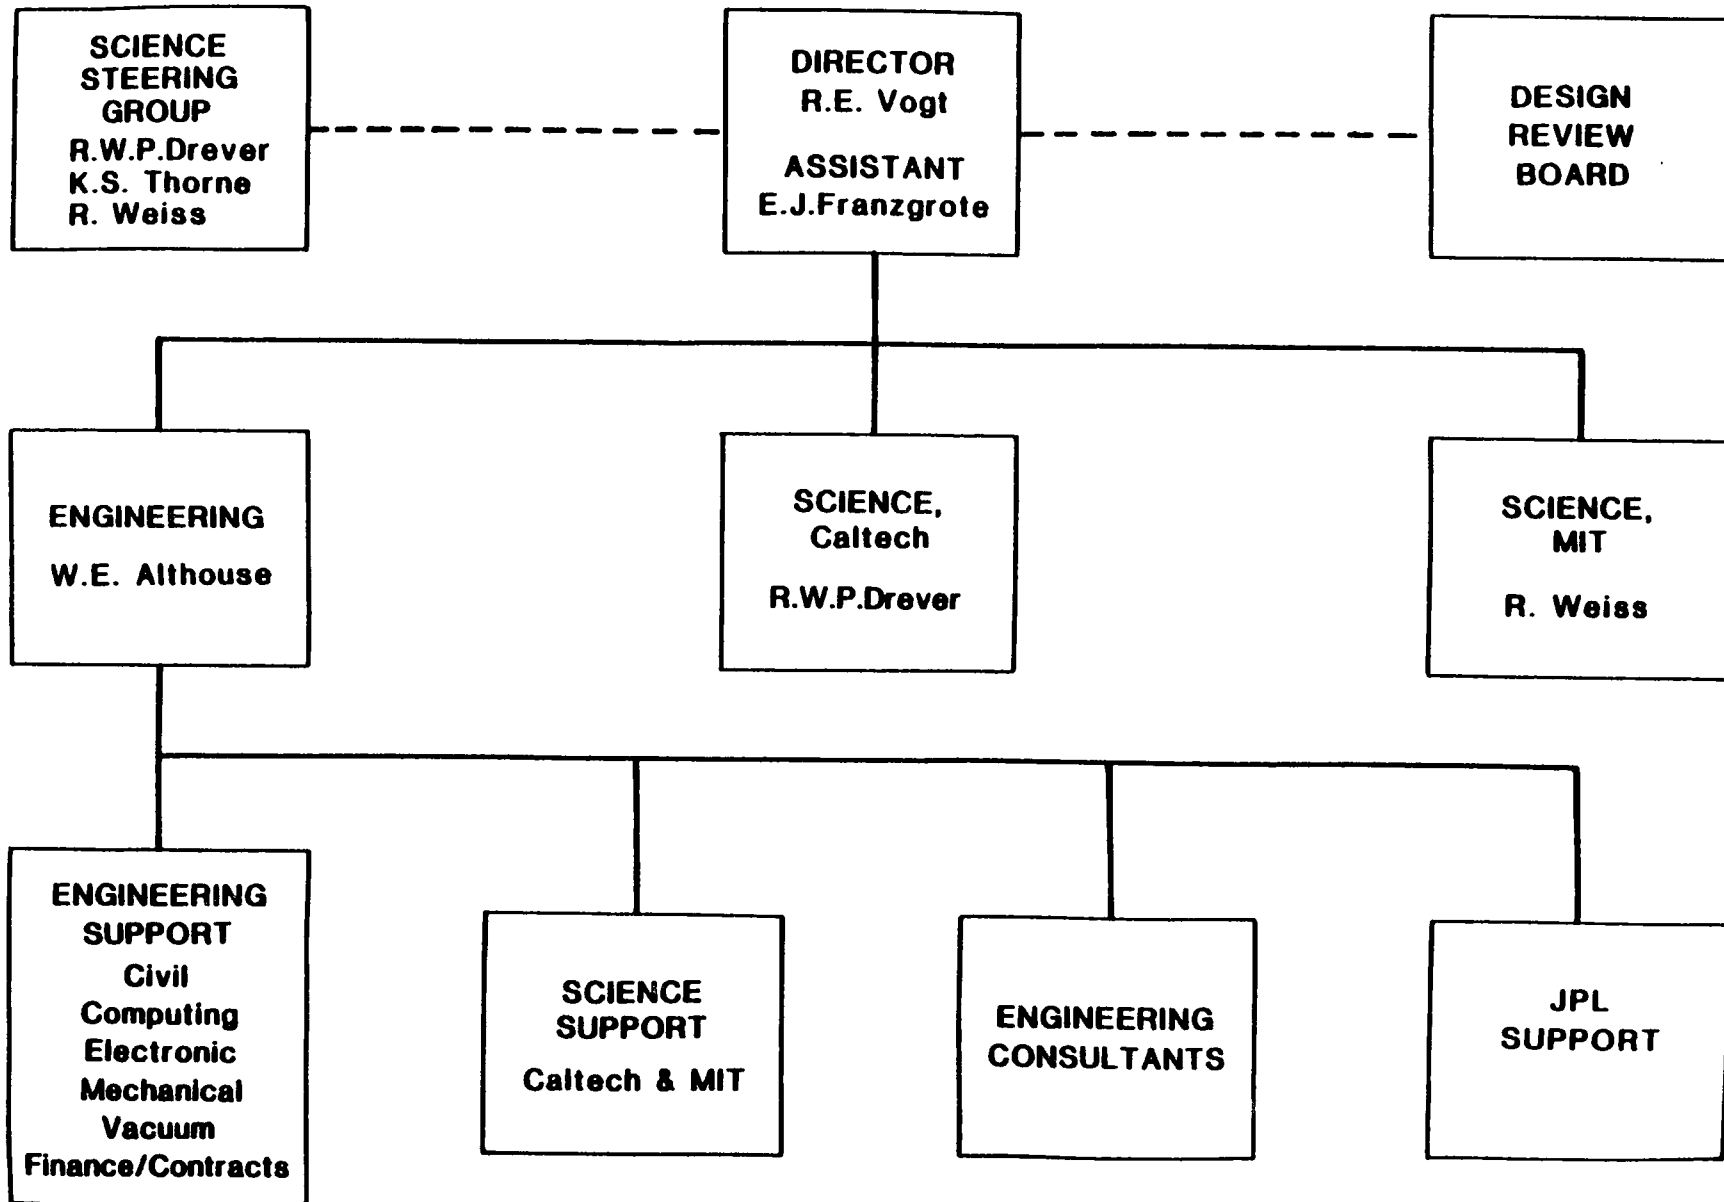 SCIENCE
STEERING
GROUP
R.W.P.Drever
K.S. Thorne
R. Weiss
DIRECTOR
R.E. Vogt
ASSISTANT
E.J.Franzgrote
DESIGN
REVIEW
BOARD
ENGINEERING
W.E. Althouse
SCIENCE,
Caltech
R.W.P.Drever
SCIENCE,
MIT
R. Weiss
ENGINEERING
SUPPORT
Civil
Computing
Electronic
Mechanical
Vacuum
Finance/Contracts
SCIENCE
SUPPORT
Caltech & MIT
ENGINEERING
CONSULTANTS
JPL
SUPPORT